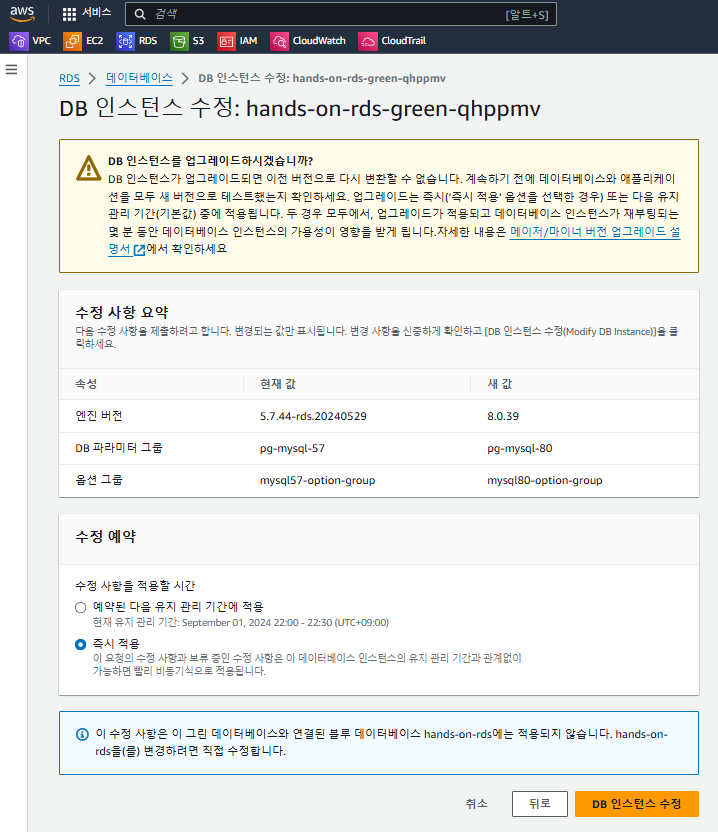 aws
서비스
검색
[알트+S]
VPC EC2 RDS S3 IAM CloudWatch CloudTrail
RDS > 데이터베이스 > DB 인스턴스 수정: hands-on-rds-green-qhppmv
DB 인스턴스 수정: hands-on-rds-green-qhppmv
DB 인스턴스를 업그레이드하시겠습니까?
DB 인스턴스가 업그레이드되면 이전 버전으로 다시 변환할 수 없습니다. 계속하기 전에 데이터베이스와 애플리케이
션을 모두 새 버전으로 테스트했는지 확인하세요. 업그레이드는 즉시('즉시 적용' 옵션을 선택한 경우) 또는 다음 유지
관리 기간(기본값) 중에 적용됩니다. 두 경우 모두에서, 업그레이드가 적용되고 데이터베이스 인스턴스가 재부팅되는
몇 분 동안 데이터베이스 인스턴스의 가용성이 영향을 받게 됩니다.자세한 내용은 메이저/마이너 버전 업그레이드 설
명서 에서 확인하세요
수정 사항 요약
다음 수정 사항을 제출하려고 합니다. 변경되는 값만 표시됩니다. 변경 사항을 신중하게 확인하고 [DB 인스턴스 수정(Modify DB Instance)]을 클
릭하세요.
속성 현재 값 새 값
엔진 버전 5.7.44-rds.20240529 8.0.39
DB 파라미터 그룹 pg-mysql-57 pg-mysql-80
옵션 그룹 mysql57-option-group mysql80-option-group
수정 예약
수정 사항을 적용할 시간
예약된 다음 유지 관리 기간에 적용
현재 유지 관리 기간: September 01, 2024 22:00 - 22:30 (UTC+09:00)
즉시 적용
이 요청의 수정 사항과 보류 중인 수정 사항은 이 데이터베이스 인스턴스의 유지 관리 기간과 관계없이
가능하면 빨리 비동기식으로 적용됩니다.
이 수정 사항은 이 그린 데이터베이스와 연결된 블루 데이터베이스 hands-on-rds에는 적용되지 않습니다. hands-on-
rds을(를) 변경하려면 직접 수정합니다.
취소 뒤로 DB 인스턴스 수정